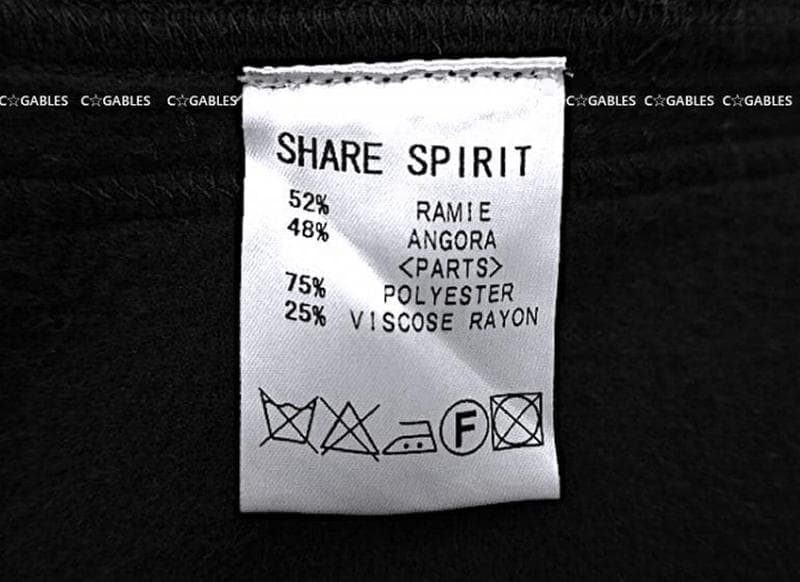 C☆GABLES C☆GABLES C☆GABLES C☆GABLES C☆GABLES C☆GABLES
SHARE SPIRIT
52% RAMIE
48% ANGORA
<PARTS>
75% POLYESTER
25% VISCOSE RAYON
F